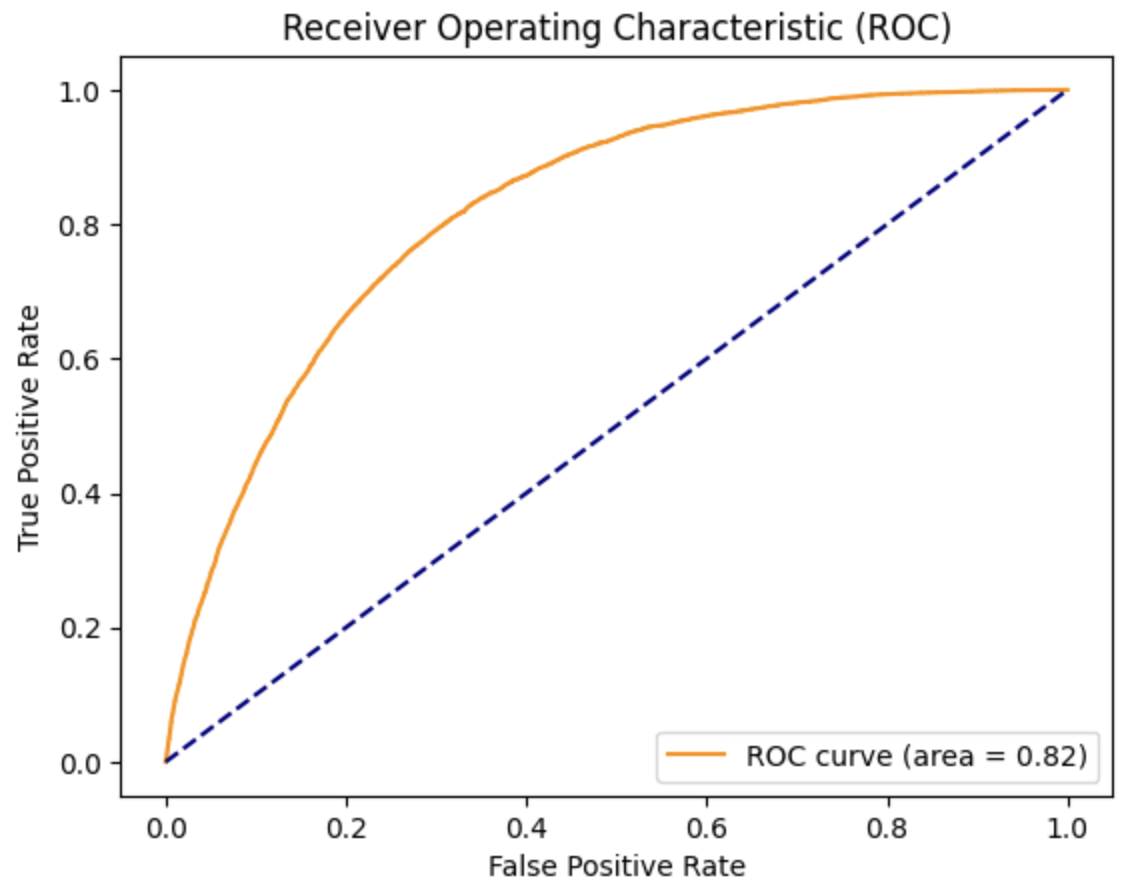 Receiver Operating Characteristic (ROC)
1.0
0.8
0.6
0.4
0.2
0.0
True Positive Rate
ROC curve (area = 0.82)
0.0 0.2 0.4 0.6 0.8 1.0
False Positive Rate